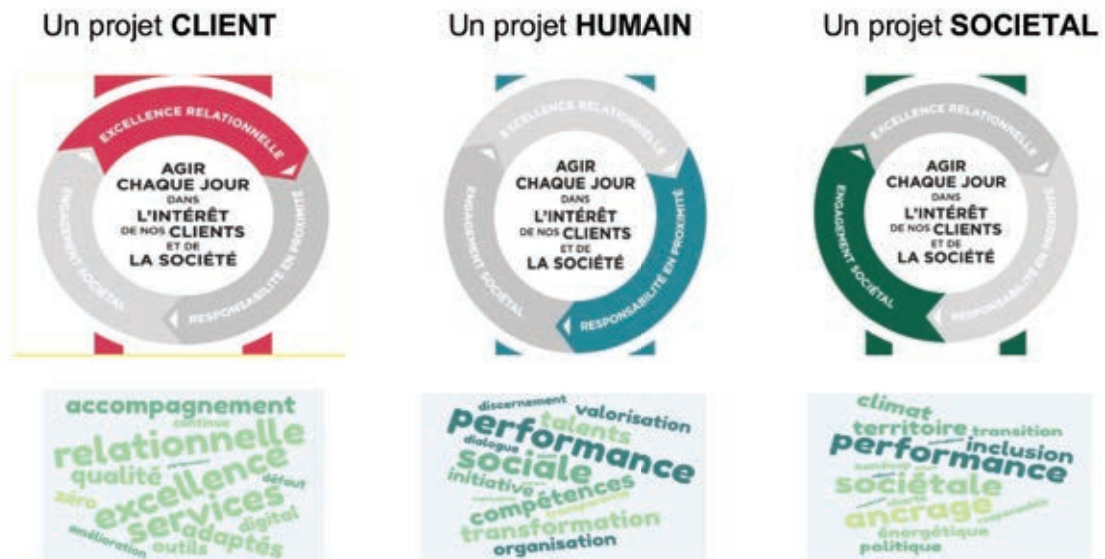 Un projet CLIENT
EXCELLENCE RELATIONNELLE
RESPONSABILITÉ EN PROXIMITÉ
ENGAGEMENT SOCIÉTAL
AGIR
CHAQUE JOUR
DANS
L'INTÉRÊT
DE NOS CLIENTS
ET DE
LA SOCIÉTÉ
accompagnement
continue
relationnelle
qualité
excellence
défaut
zéro
services
digital
adaptés
amélioration
outils
Un projet HUMAIN
EXCELLENCE RELATIONNELLE
RESPONSABILITÉ EN PROXIMITÉ
ENGAGEMENT SOCIÉTAL
AGIR
CHAQUE JOUR
DANS
L'INTÉRÊT
DE NOS CLIENTS
ET DE
LA SOCIÉTÉ
discernement
valorisation
talents
performance
dialogue
sociale
initiative
compétences
transformation
organisation
Un projet SOCIETAL
EXCELLENCE RELATIONNELLE
RESPONSABILITÉ EN PROXIMITÉ
ENGAGEMENT SOCIÉTAL
AGIR
CHAQUE JOUR
DANS
L'INTÉRÊT
DE NOS CLIENTS
ET DE
LA SOCIÉTÉ
climat
territoire
transition
inclusion
performance
sociétale
ancrage
énergétique
politique